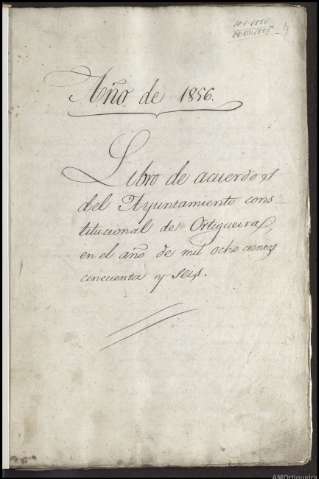 Año de 1856.
Libro de acuerdos
del Ayuntamiento cons
titucional de Ortigueira,
en el año de mil ocho cientos
cincuenta y seis.
AMOrtigueira